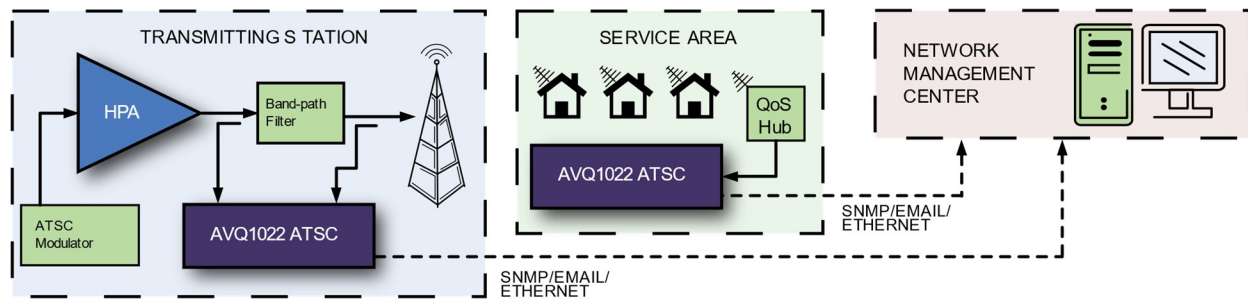 TRANSMITTING S TATION
HPA
Band-path
Filter
ATSC
Modulator
AVQ1022 ATSC
SERVICE AREA
QoS
Hub
AVQ1022 ATSC
NETWORK
MANAGEMENT
CENTER
SNMP/EMAIL/
ETHERNET
SNMP/EMAIL/
ETHERNET